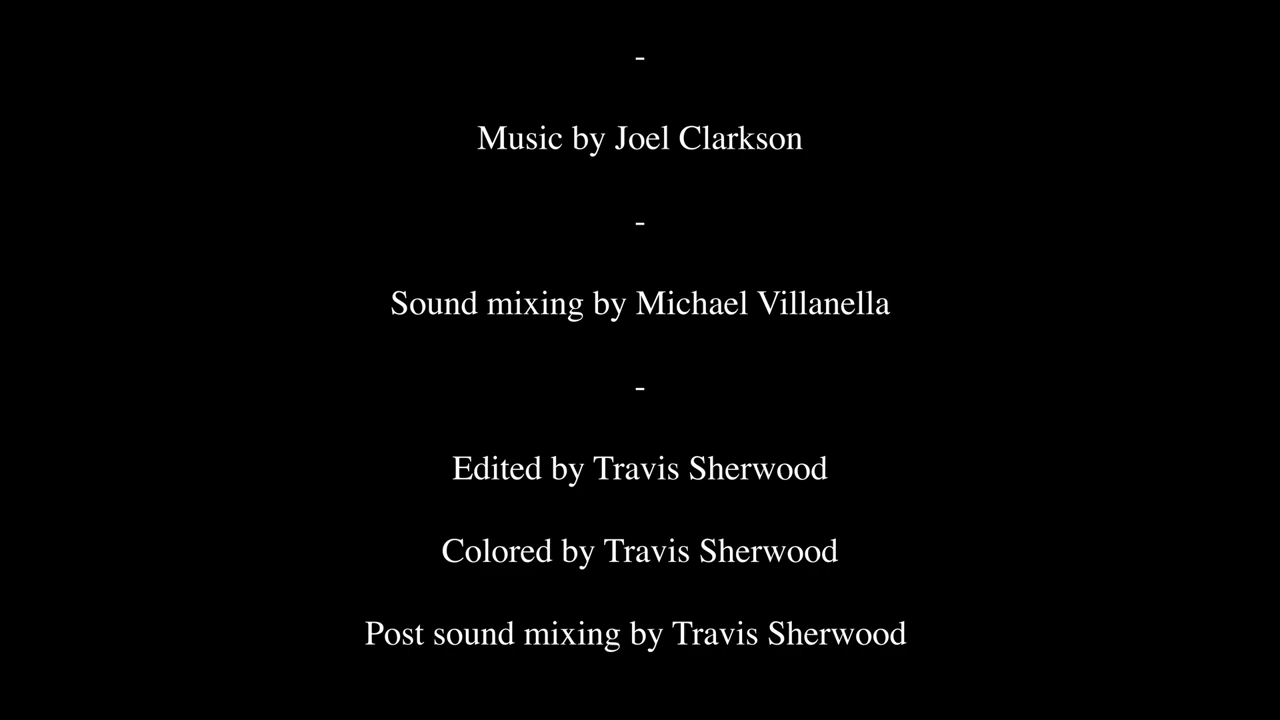 -
Music by Joel Clarkson
-
Sound mixing by Michael Villanella
-
Edited by Travis Sherwood
Colored by Travis Sherwood
Post sound mixing by Travis Sherwood